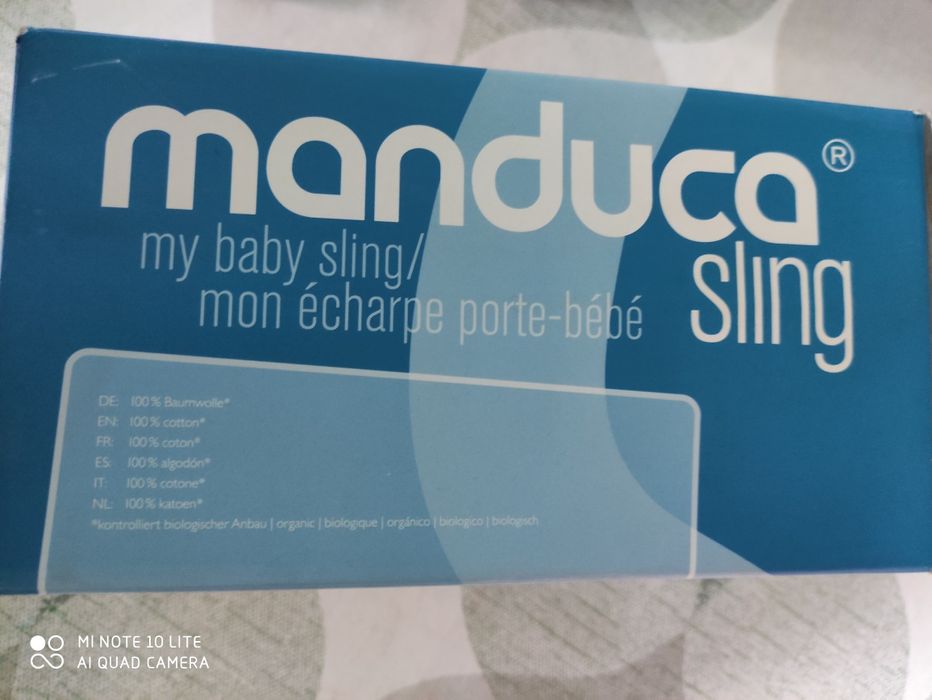 manduca®
sling
my baby sling/
mon écharpe porte-bébé
DE: 100% Baumwolle*
EN: 100% cotton*
FR: 100% coton*
ES: 100% algodón*
IT: 100% cotone*
NL: 100% katoen*
*kontrolliert biologischer Anbau | organic | biologique | orgánico | biologico | biologisch
MI NOTE 10 LITE
AI QUAD CAMERA